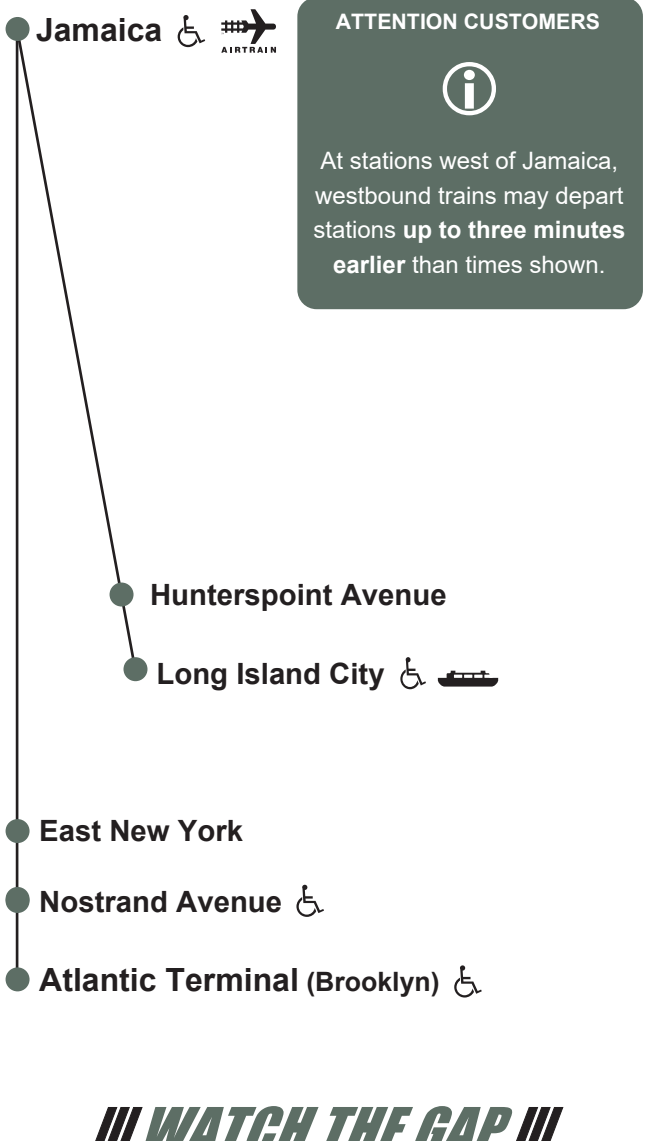 Jamaica
AIRTRAIN
ATTENTION CUSTOMERS
At stations west of Jamaica,
westbound trains may depart
stations up to three minutes
earlier than times shown.
Hunterspoint Avenue
Long Island City
East New York
Nostrand Avenue
Atlantic Terminal (Brooklyn)
WATCH THE GAP